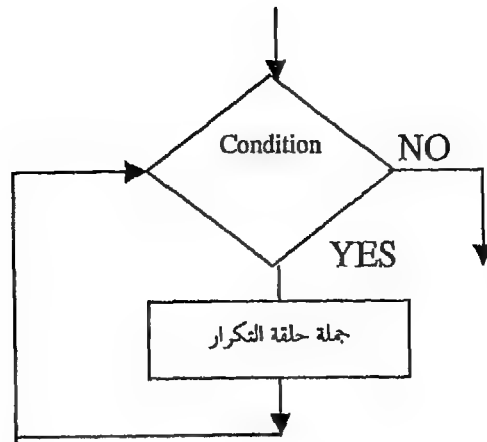 Condition
NO
YES
جملة حلقة التكرار